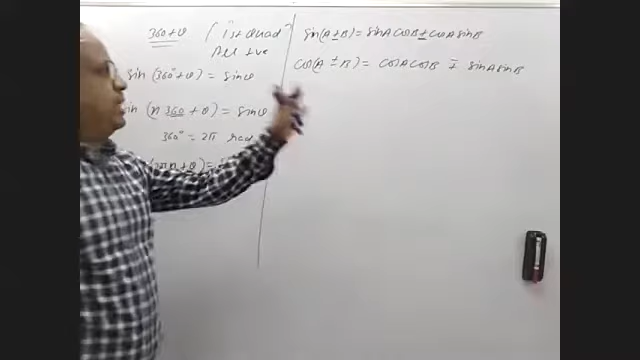 360+θ ( 1st quad )
All +ve
sin (360°+θ) = sinθ
sin (n 360 + θ) = sinθ
360° = 2π rad
(2πn + θ) =
sin(A ± B) = sinA cosB ± cosA sinB
cos(A ± B) = cosA cosB ∓ sinA sinB